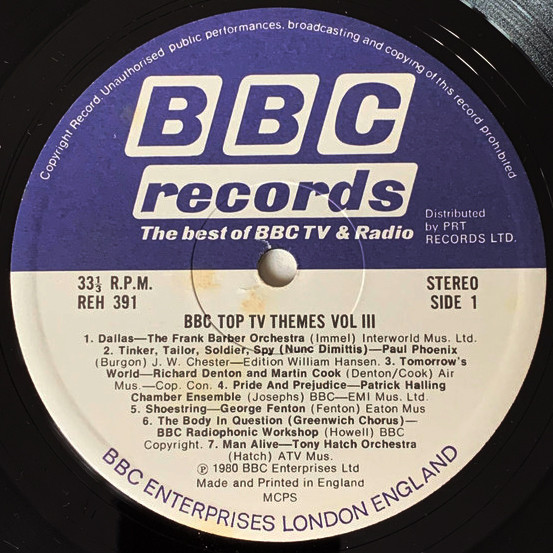 Copyright Record. Unauthorised public performances, broadcasting and copying of this record prohibited
BBC
records
The best of BBC TV & Radio
Distributed
by PRT
RECORDS LTD.
33⅓ R.P.M.
REH 391
STEREO
SIDE 1
BBC TOP TV THEMES VOL III
1. Dallas—The Frank Barber Orchestra (Immel) Interworld Mus. Ltd.
2. Tinker, Tailor, Soldier, Spy (Nunc Dimittis)—Paul Phoenix
(Burgon) J. W. Chester—Edition William Hansen. 3. Tomorrow's
World—Richard Denton and Martin Cook (Denton/Cook) Air
Mus.—Cop. Con. 4. Pride And Prejudice—Patrick Halling
Chamber Ensemble (Josephs) BBC—EMI Mus. Ltd.
5. Shoestring—George Fenton (Fenton) Eaton Mus
6. The Body In Question (Greenwich Chorus)—
BBC Radiophonic Workshop (Howell) BBC
Copyright. 7. Man Alive—Tony Hatch Orchestra
(Hatch) ATV Mus.
℗ 1980 BBC Enterprises Ltd
Made and Printed in England
MCPS
BBC ENTERPRISES LONDON ENGLAND